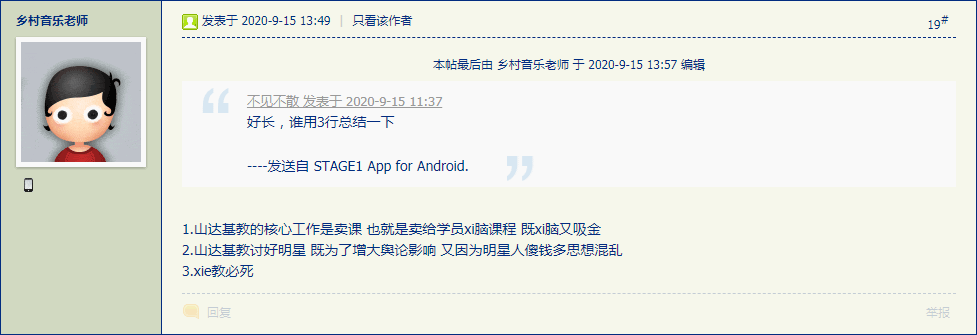 乡村音乐老师
发表于 2020-9-15 13:49 | 只看该作者
19#
本帖最后由 乡村音乐老师 于 2020-9-15 13:57 编辑
“
不见不散 发表于 2020-9-15 11:37
好长，谁用3行总结一下
----发送自 STAGE1 App for Android.
”
1.山达基教的核心工作是卖课 也就是卖给学员xi脑课程 既xi脑又吸金
2.山达基教讨好明星 既为了增大舆论影响 又因为明星人傻钱多思想混乱
3.xie教必死
回复
举报